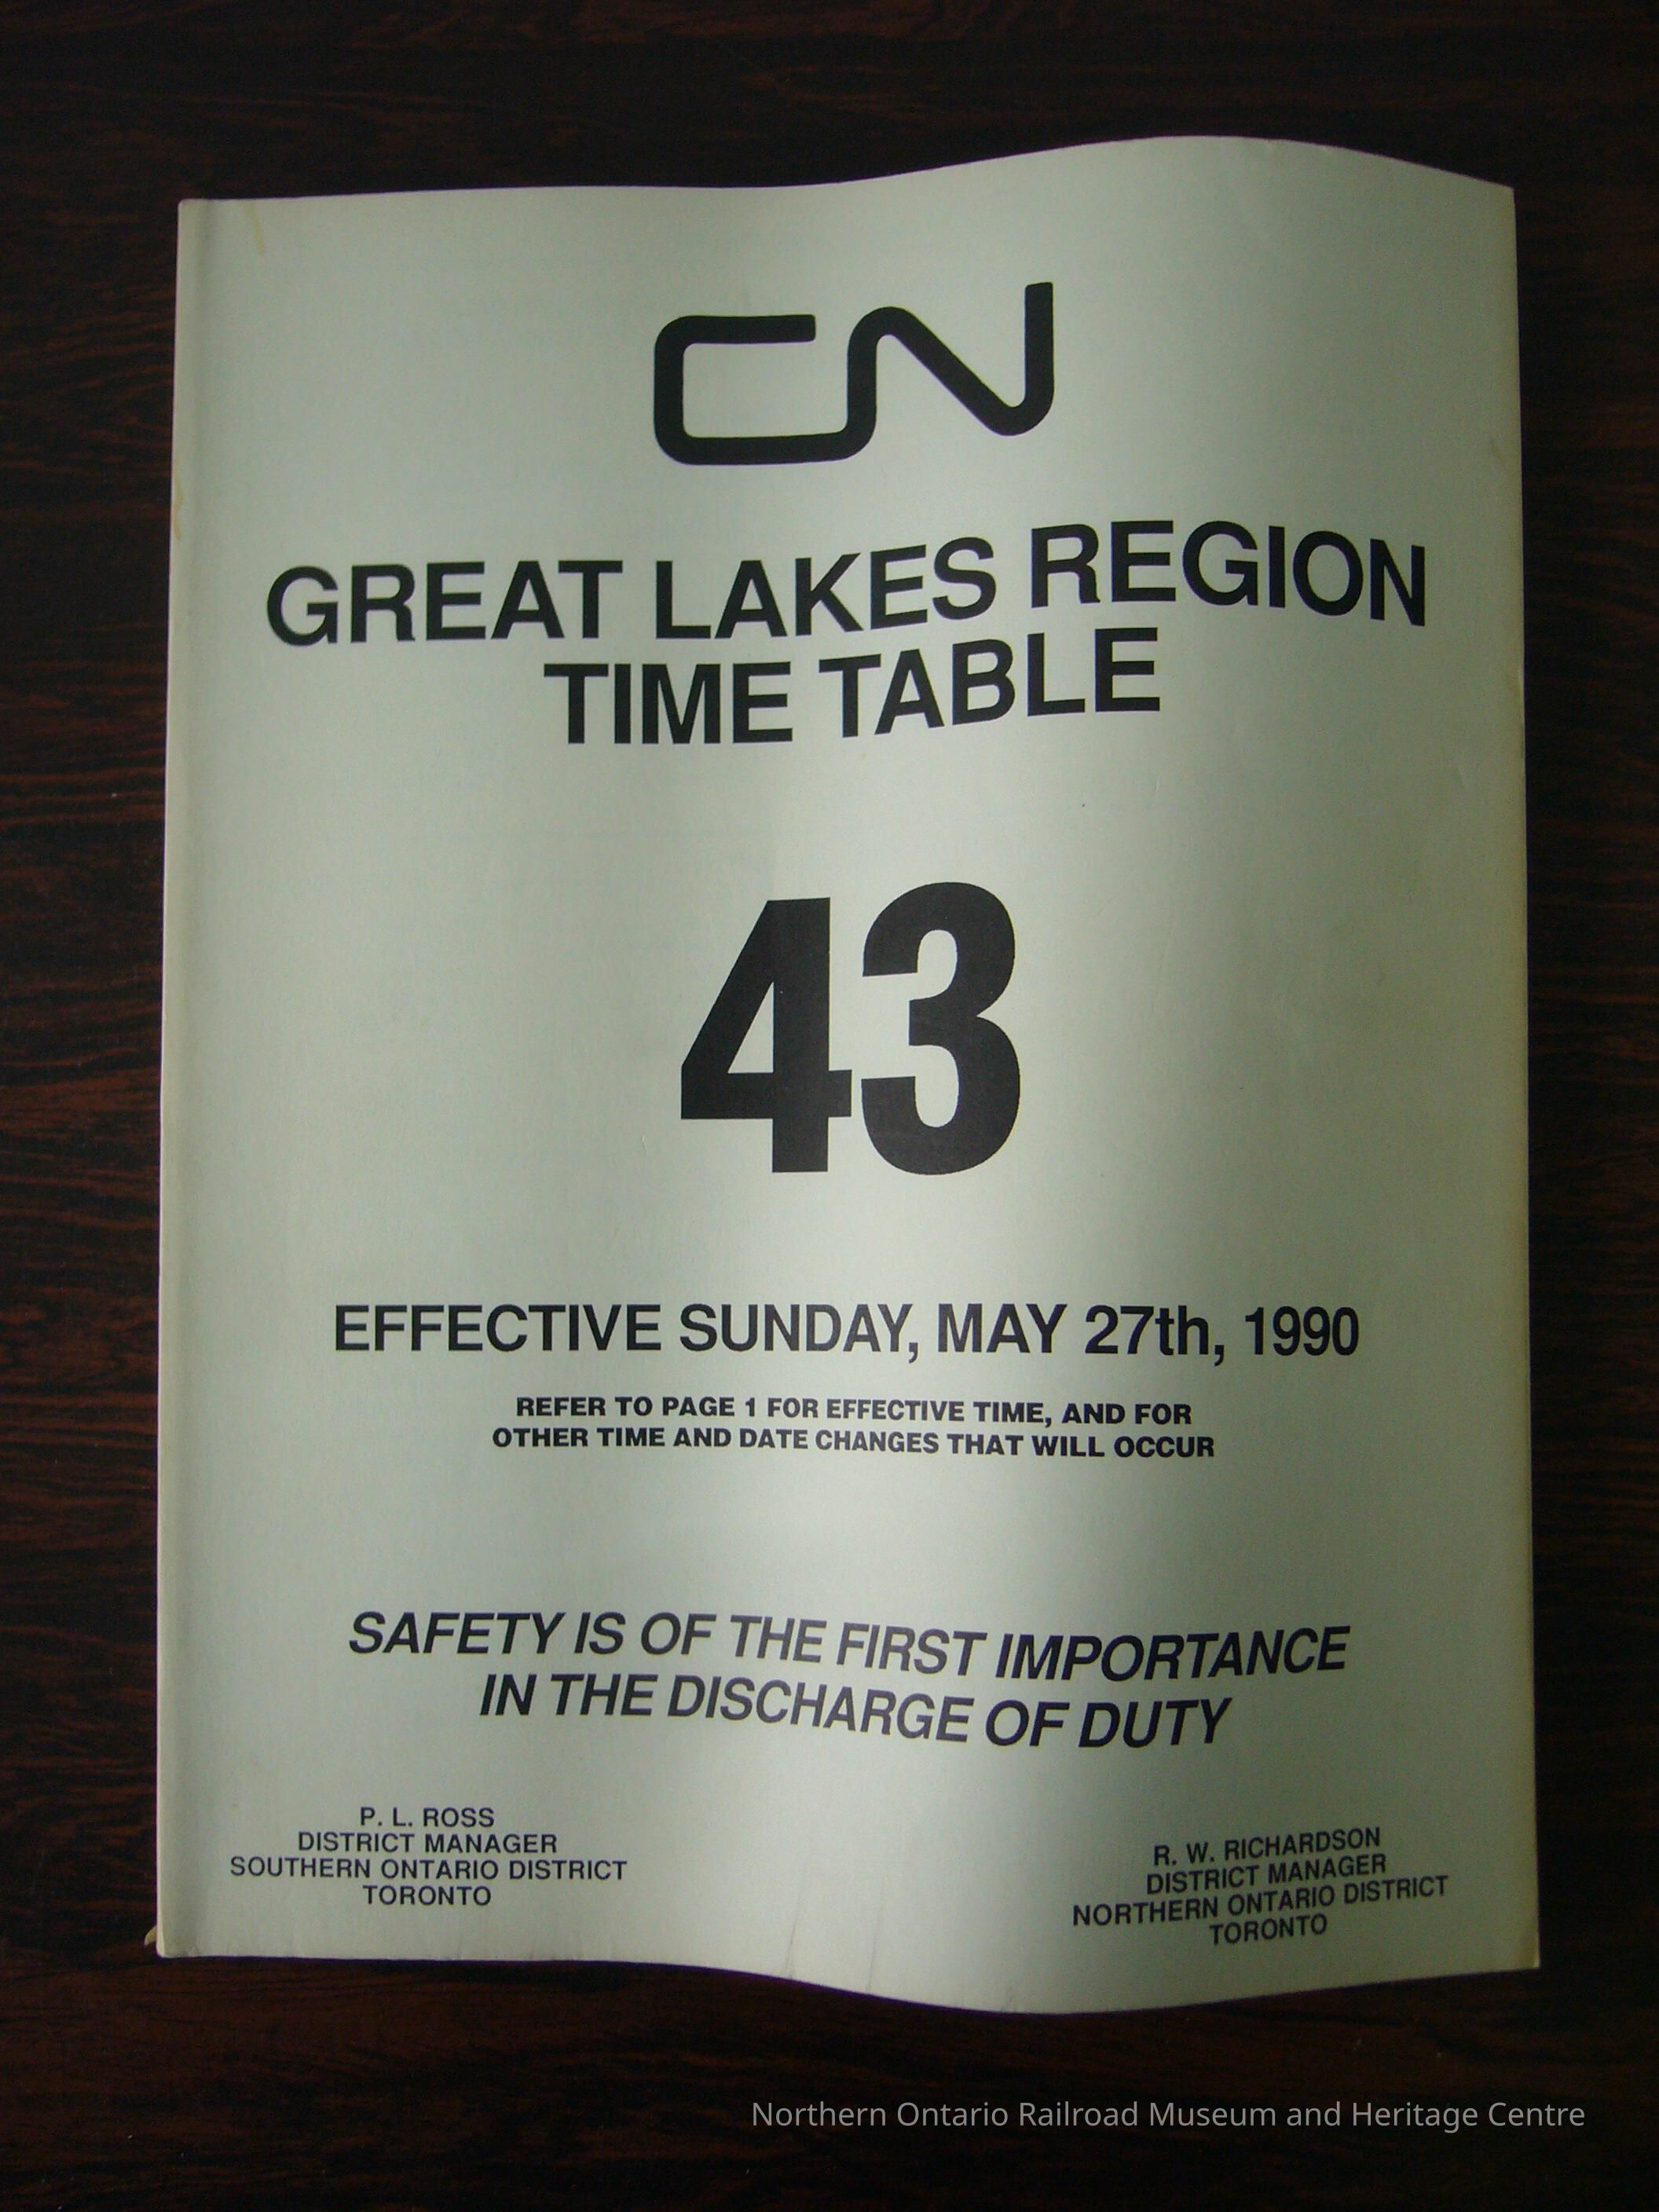 CN
GREAT LAKES REGION
TIME TABLE
43
EFFECTIVE SUNDAY, MAY 27th, 1990
REFER TO PAGE 1 FOR EFFECTIVE TIME, AND FOR
OTHER TIME AND DATE CHANGES THAT WILL OCCUR
SAFETY IS OF THE FIRST IMPORTANCE
IN THE DISCHARGE OF DUTY
P. L. ROSS
DISTRICT MANAGER
SOUTHERN ONTARIO DISTRICT
TORONTO
R. W. RICHARDSON
DISTRICT MANAGER
NORTHERN ONTARIO DISTRICT
TORONTO
Northern Ontario Railroad Museum and Heritage Centre